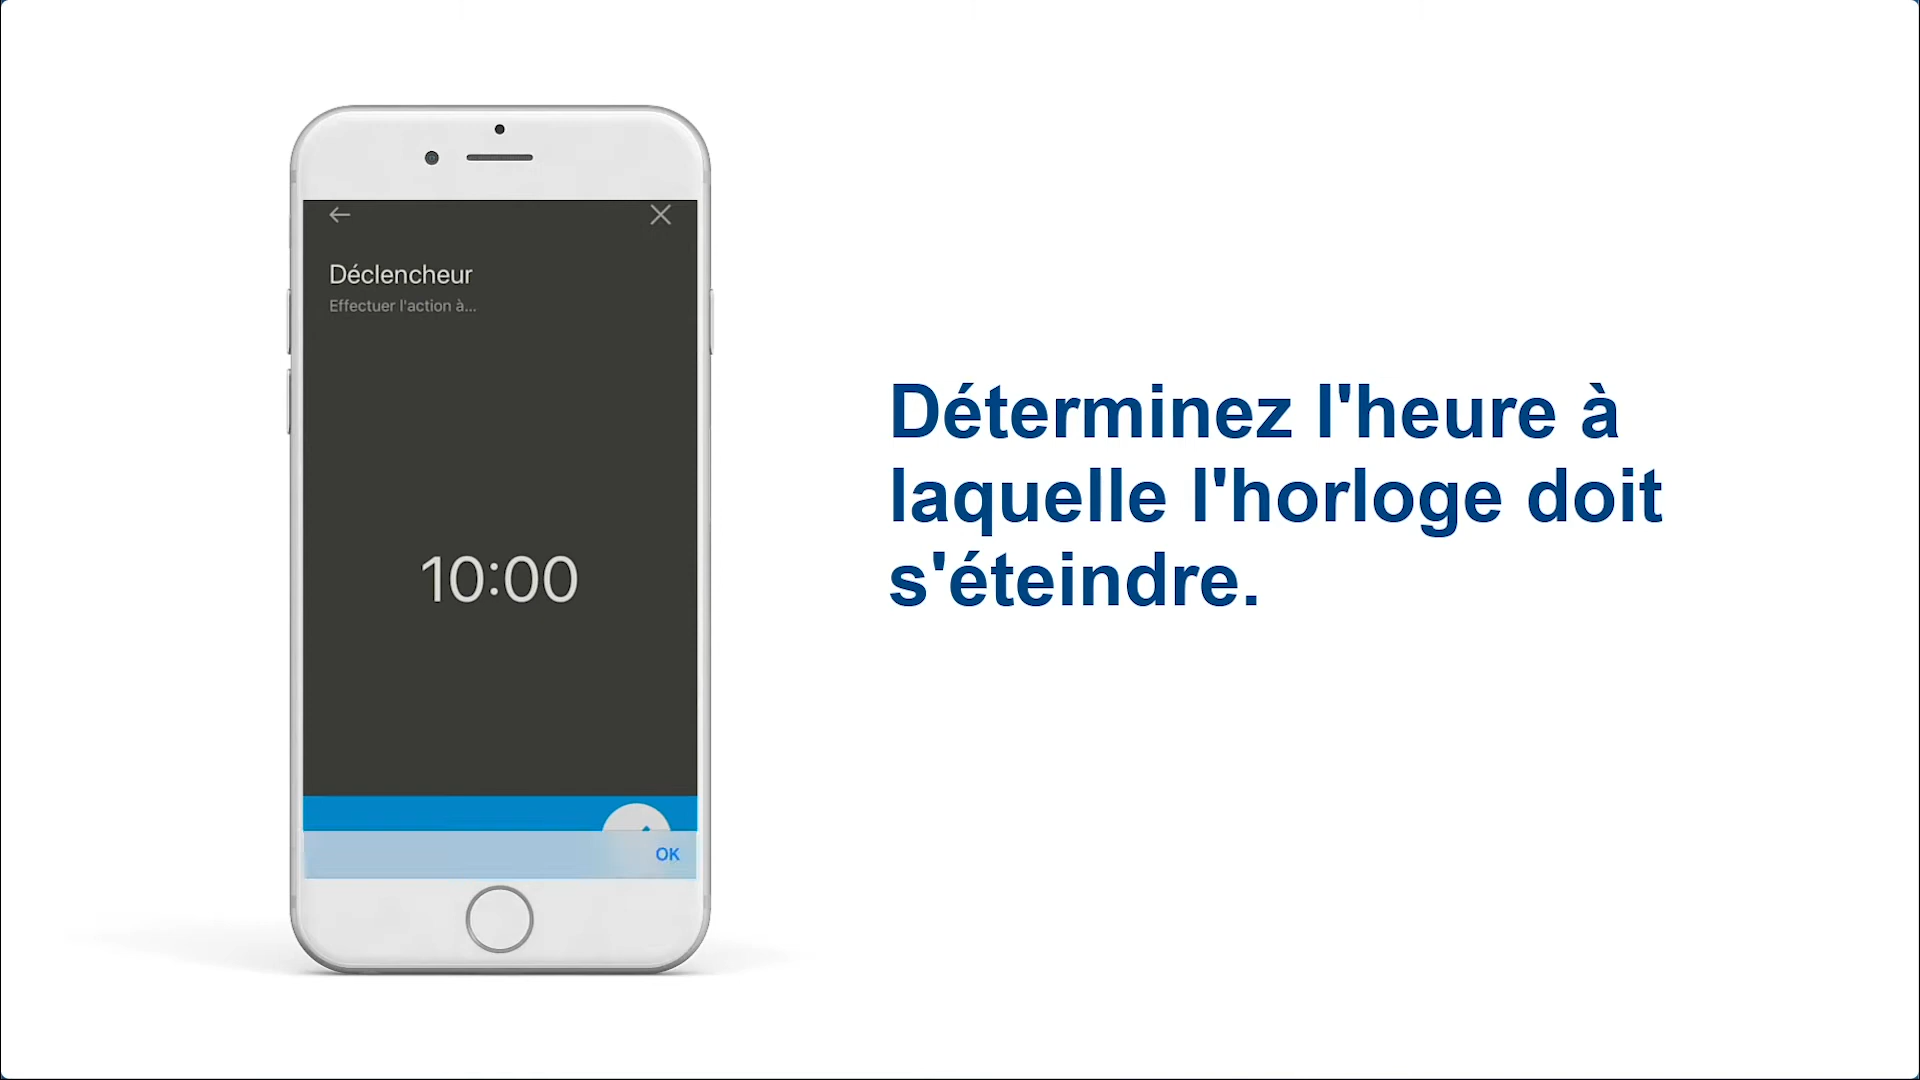 Déclencheur
Effectuer l'action à...
10:00
OK
Déterminez l'heure à
laquelle l'horloge doit
s'éteindre.